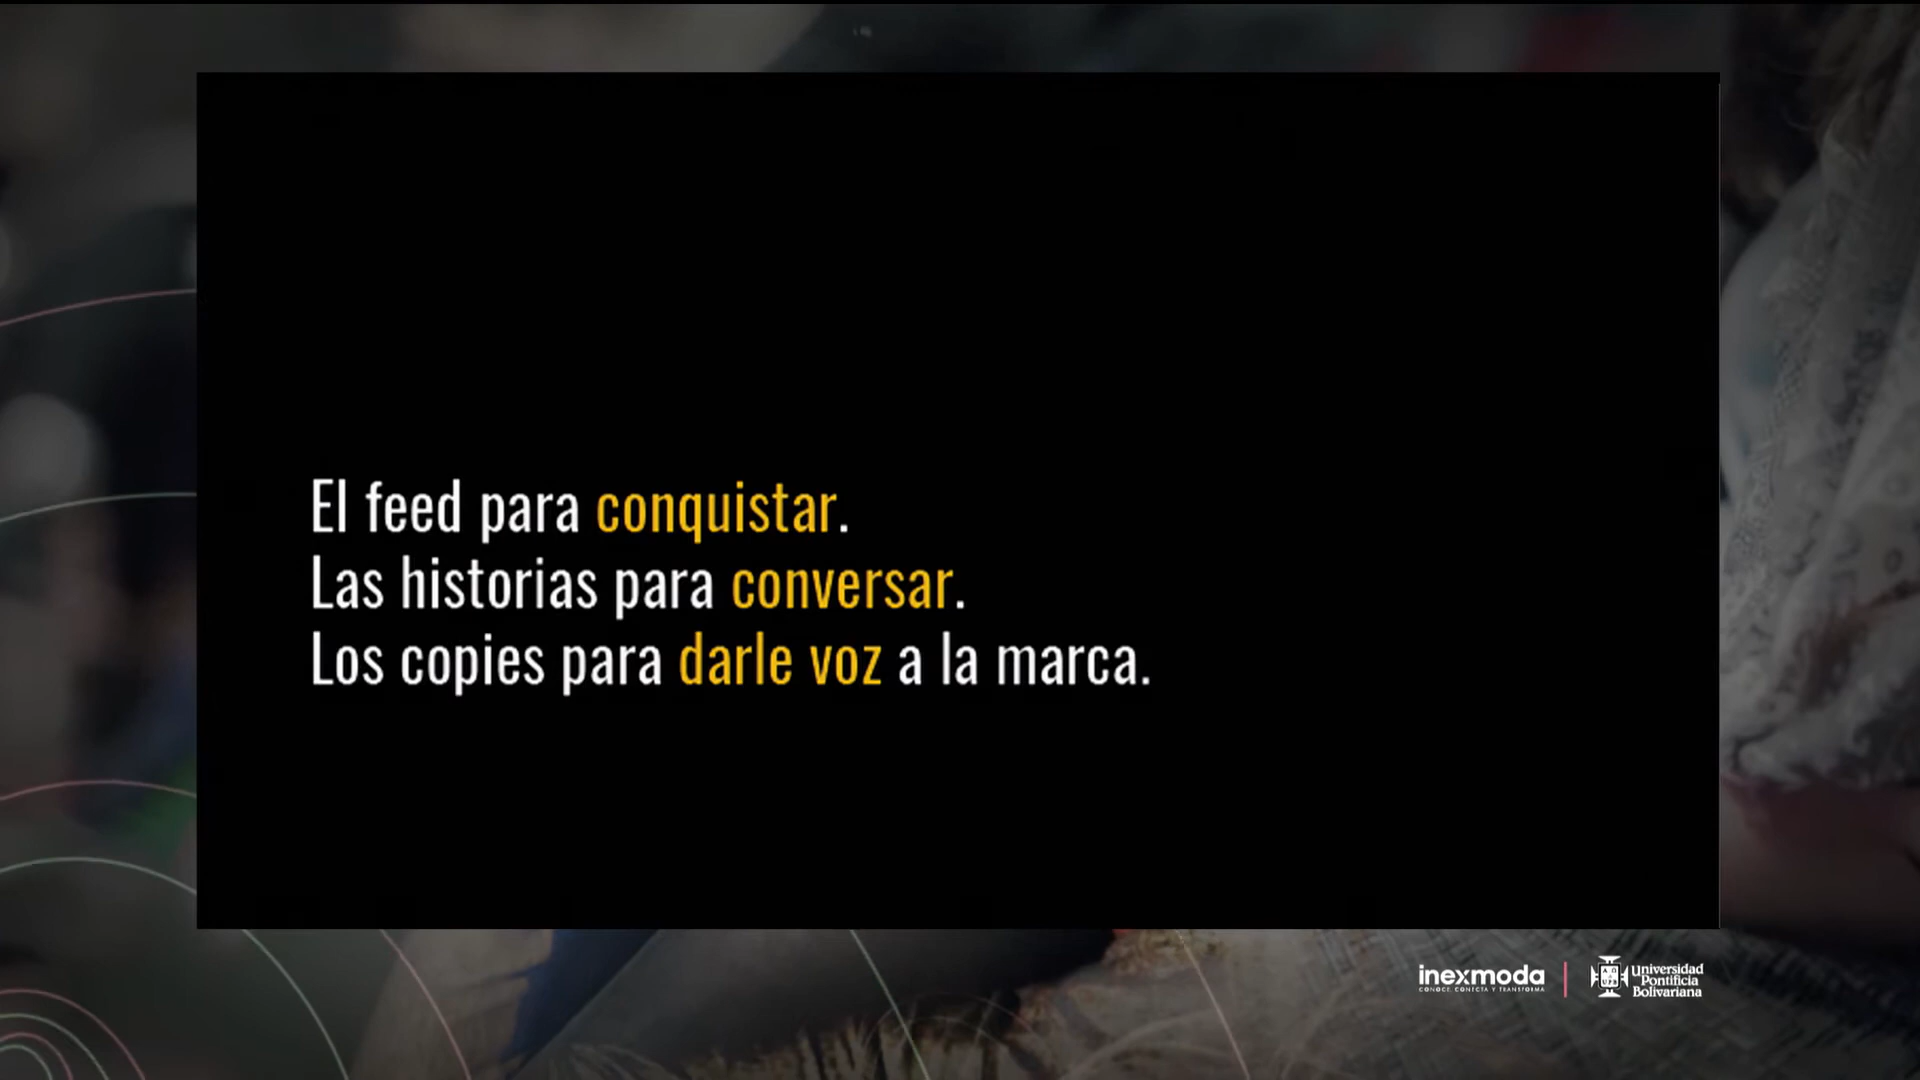 El feed para conquistar.
Las historias para conversar.
Los copies para darle voz a la marca.
inexmoda
CONOCE, CONECTA Y TRANSFORMA
Universidad
Pontificia
Bolivariana